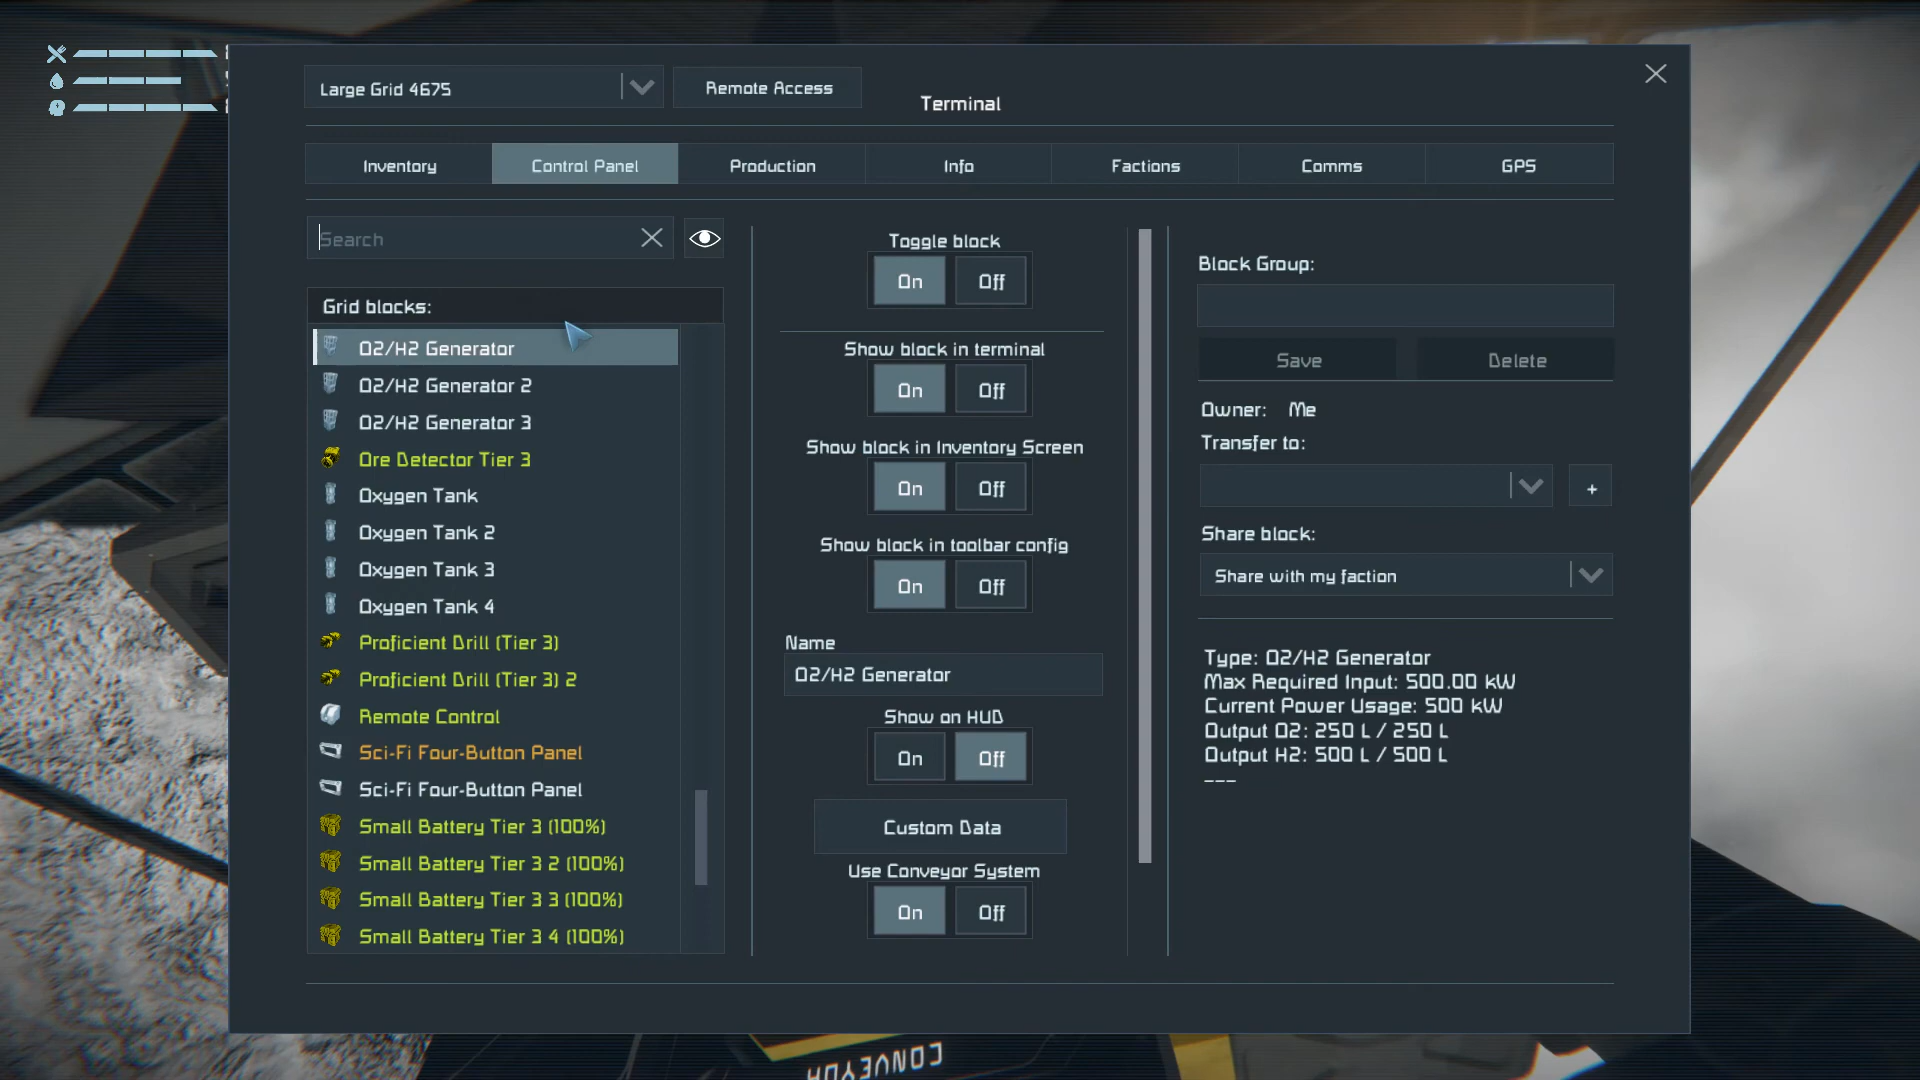 Large Grid 4675
Remote Access
Terminal
Inventory
Control Panel
Production
Info
Factions
Comms
GPS
Search
Grid blocks:
O2/H2 Generator
O2/H2 Generator 2
O2/H2 Generator 3
Ore Detector Tier 3
Oxygen Tank
Oxygen Tank 2
Oxygen Tank 3
Oxygen Tank 4
Proficient Drill (Tier 3)
Proficient Drill (Tier 3) 2
Remote Control
Sci-Fi Four-Button Panel
Sci-Fi Four-Button Panel
Small Battery Tier 3 (100%)
Small Battery Tier 3 2 (100%)
Small Battery Tier 3 3 (100%)
Small Battery Tier 3 4 (100%)
Toggle block
On Off
Show block in terminal
On Off
Show block in Inventory Screen
On Off
Show block in toolbar config
On Off
Name
O2/H2 Generator
Show on HUD
On Off
Custom Data
Use Conveyor System
On Off
Block Group:
Save Delete
Owner: Me
Transfer to:
+
Share block:
Share with my faction
Type: O2/H2 Generator
Max Required Input: 500.00 kW
Current Power Usage: 500 kW
Output O2: 250 L / 250 L
Output H2: 500 L / 500 L
---
CONVEYOR